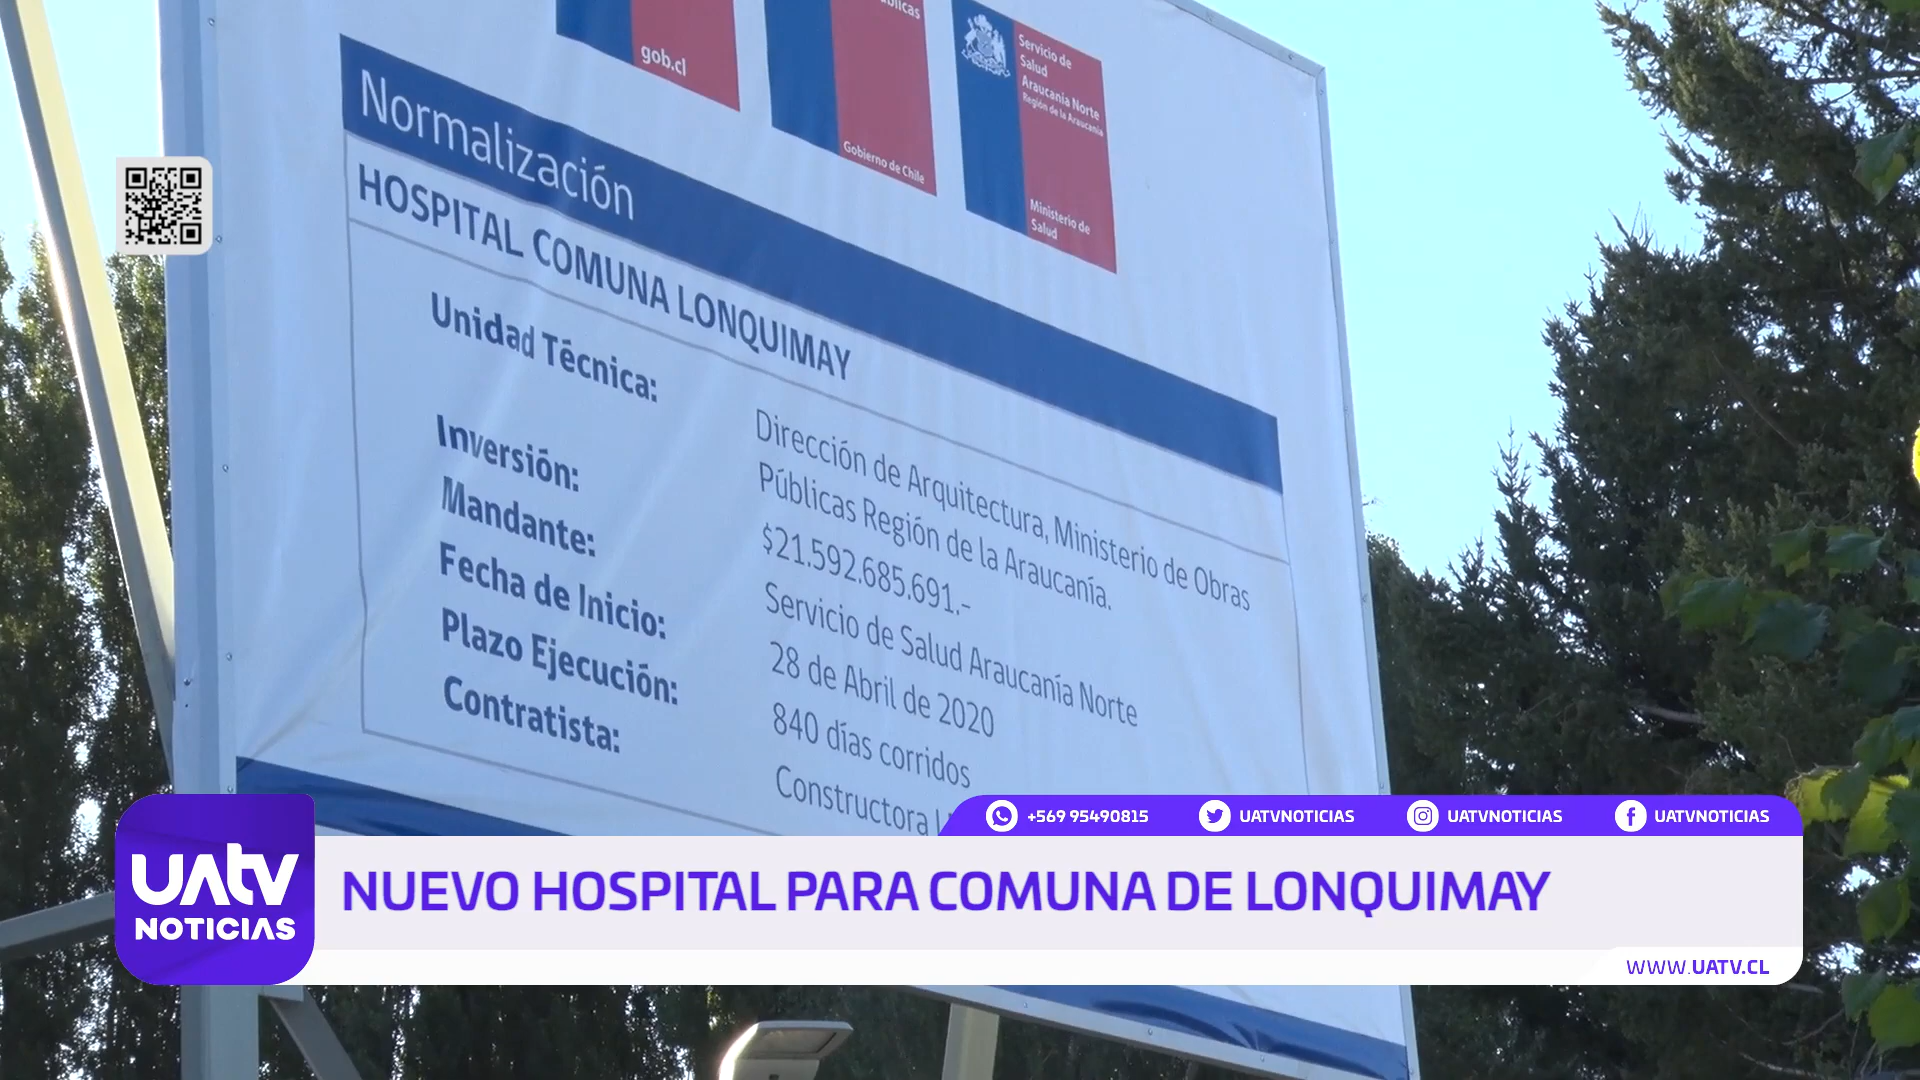 gob.cl
Gobierno de Chile
Servicio de
Salud
Araucanía Norte
Región de la Araucanía
Ministerio de
Salud
Normalización
HOSPITAL COMUNA LONQUIMAY
Unidad Técnica:
Dirección de Arquitectura, Ministerio de Obras
Públicas Región de la Araucanía.
Inversión:
$21.592.685.691.-
Mandante:
Servicio de Salud Araucanía Norte
Fecha de Inicio:
28 de Abril de 2020
Plazo Ejecución:
840 días corridos
Contratista:
Constructora
+569 95490815
UATVNOTICIAS
UATVNOTICIAS
UATVNOTICIAS
UATV
NOTICIAS
NUEVO HOSPITAL PARA COMUNA DE LONQUIMAY
WWW.UATV.CL